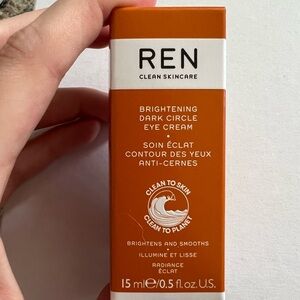 REN
CLEAN SKINCARE
BRIGHTENING
DARK CIRCLE
EYE CREAM
•
SOIN ÉCLAT
CONTOUR DES YEUX
ANTI-CERNES
CLEAN TO SKIN
CLEAN TO PLANET
BRIGHTENS AND SMOOTHS
•
ILLUMINE ET LISSE
RADIANCE
ÉCLAT
15 ml℮/0.5 fl.oz.U.S.